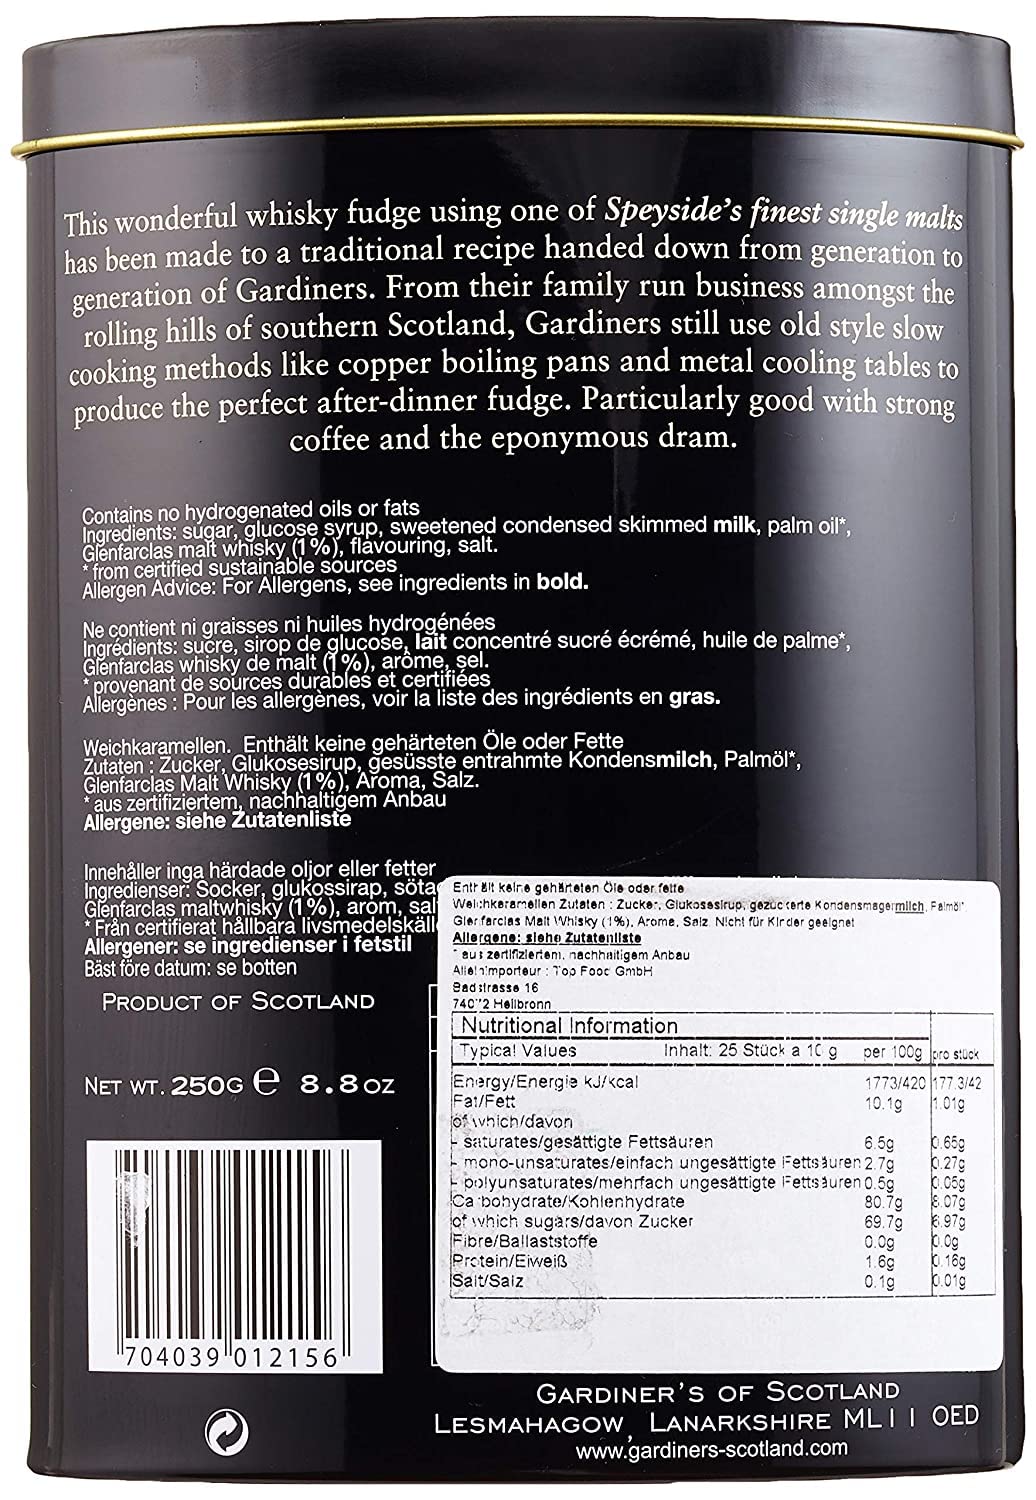 This wonderful whisky fudge using one of Speyside's finest single malts
has been made to a traditional recipe handed down from generation to
generation of Gardiners. From their family run business amongst the
rolling hills of southern Scotland, Gardiners still use old style slow
cooking methods like copper boiling pans and metal cooling tables to
produce the perfect after-dinner fudge. Particularly good with strong
coffee and the eponymous dram.
Contains no hydrogenated oils or fats
Ingredients: sugar, glucose syrup, sweetened condensed skimmed milk, palm oil*,
Glenfarclas malt whisky (1%), flavouring, salt.
* from certified sustainable sources
Allergen Advice: For Allergens, see ingredients in bold.
Ne contient ni graisses ni huiles hydrogénées
Ingrédients: sucre, sirop de glucose, lait concentré sucré écrémé, huile de palme*,
Glenfarclas whisky de malt (1%), arôme, sel.
* provenant de sources durables et certifiées
Allergènes : Pour les allergènes, voir la liste des ingrédients en gras.
Weichkaramellen. Enthält keine gehärteten Öle oder Fette
Zutaten : Zucker, Glukosesirup, gesüsste entrahmte Kondensmilch, Palmöl*,
Glenfarclas Malt Whisky (1%), Aroma, Salz.
* aus zertifiziertem, nachhaltigem Anbau
Allergene: siehe Zutatenliste
Innehåller inga härdade oljor eller fetter
Ingredienser: Socker, glukossirap, söta
Glenfarclas maltwhisky (1%), arom, sal
* Från certifierat hållbara livsmedelskäll
Allergener: se ingredienser i fetstil
Bäst före datum: se botten
PRODUCT OF SCOTLAND
NET WT. 250G e 8.8OZ
704039 012156
Enthält keine gehärteten Öle oder fette
Weichkaramellen Zutaten : Zucker, Glukosesirup, gezuckerte Kondensmagermilch, Palmöl*
Glenfarclas Malt Whisky (1%), Aroma, Salz. Nicht für Kinder geeignet
Allergene: siehe Zutatenliste
* aus zertifiziertem, nachhaltigem Anbau
Alleinimporteur : Top Food GmbH
Badstrasse 16
74072 Heilbronn
Nutritional Information
Typical Values Inhalt: 25 Stück a 10 g per 100g pro stück
Energy/Energie kJ/kcal 1773/420 177.3/42
Fat/Fett 10.1g 1.01g
of which/davon
- saturates/gesättigte Fettsäuren 6.5g 0.65g
- mono-unsaturates/einfach ungesättigte Fettsäuren 2.7g 0.27g
- polyunsaturates/mehrfach ungesättigte Fettsäuren 0.5g 0.05g
Carbohydrate/Kohlenhydrate 80.7g 8.07g
of which sugars/davon Zucker 69.7g 6.97g
Fibre/Ballaststoffe 0.0g 0.0g
Protein/Eiweiß 1.6g 0.16g
Salt/Salz 0.1g 0.01g
GARDINER'S OF SCOTLAND
LESMAHAGOW, LANARKSHIRE ML11 0ED
www.gardiners-scotland.com